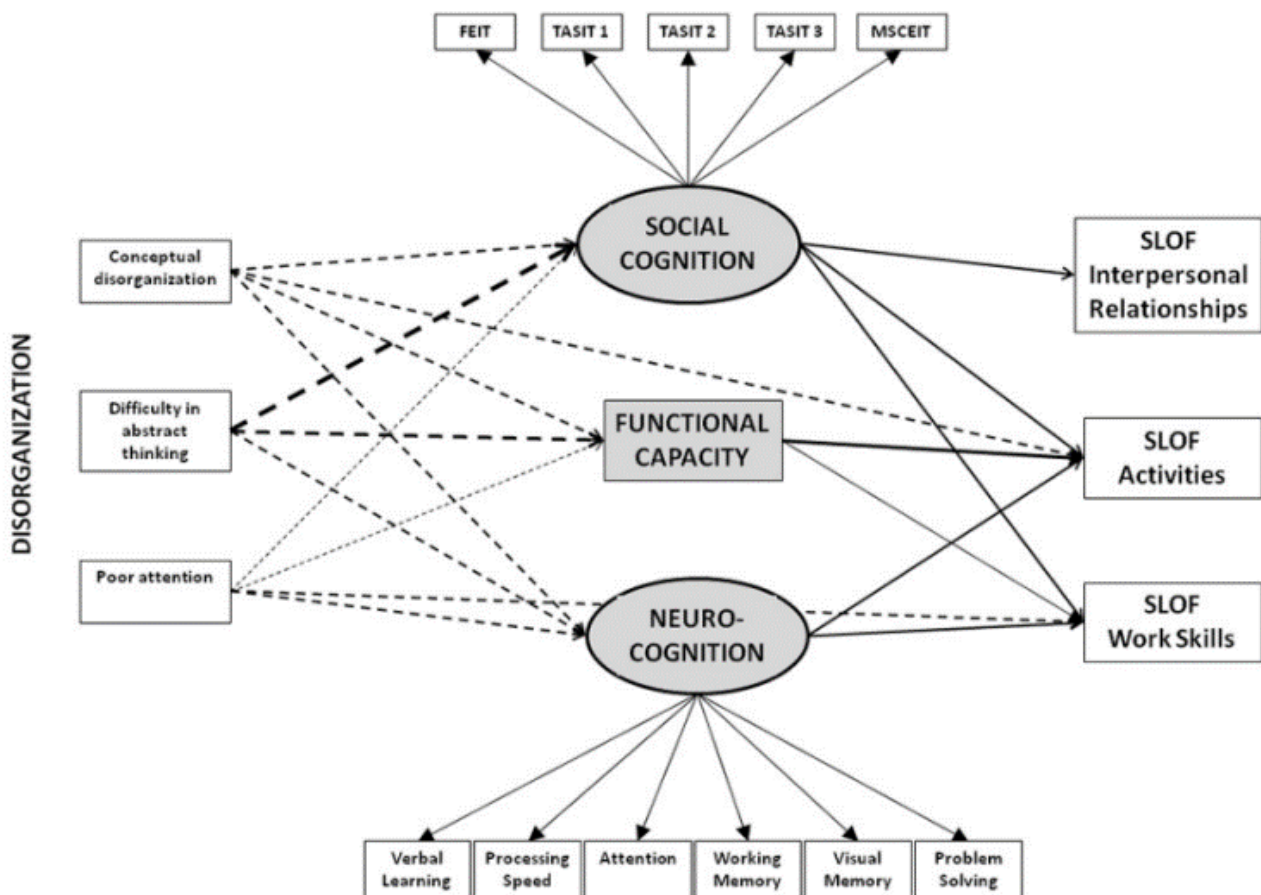 FEIT
TASIT 1
TASIT 2
TASIT 3
MSCEIT
SOCIAL
COGNITION
Conceptual
disorganization
SLOF
Interpersonal
Relationships
DISORGANIZATION
Difficulty in
abstract
thinking
FUNCTIONAL
CAPACITY
SLOF
Activities
Poor attention
NEURO-
COGNITION
SLOF
Work Skills
Verbal
Learning
Processing
Speed
Attention
Working
Memory
Visual
Memory
Problem
Solving